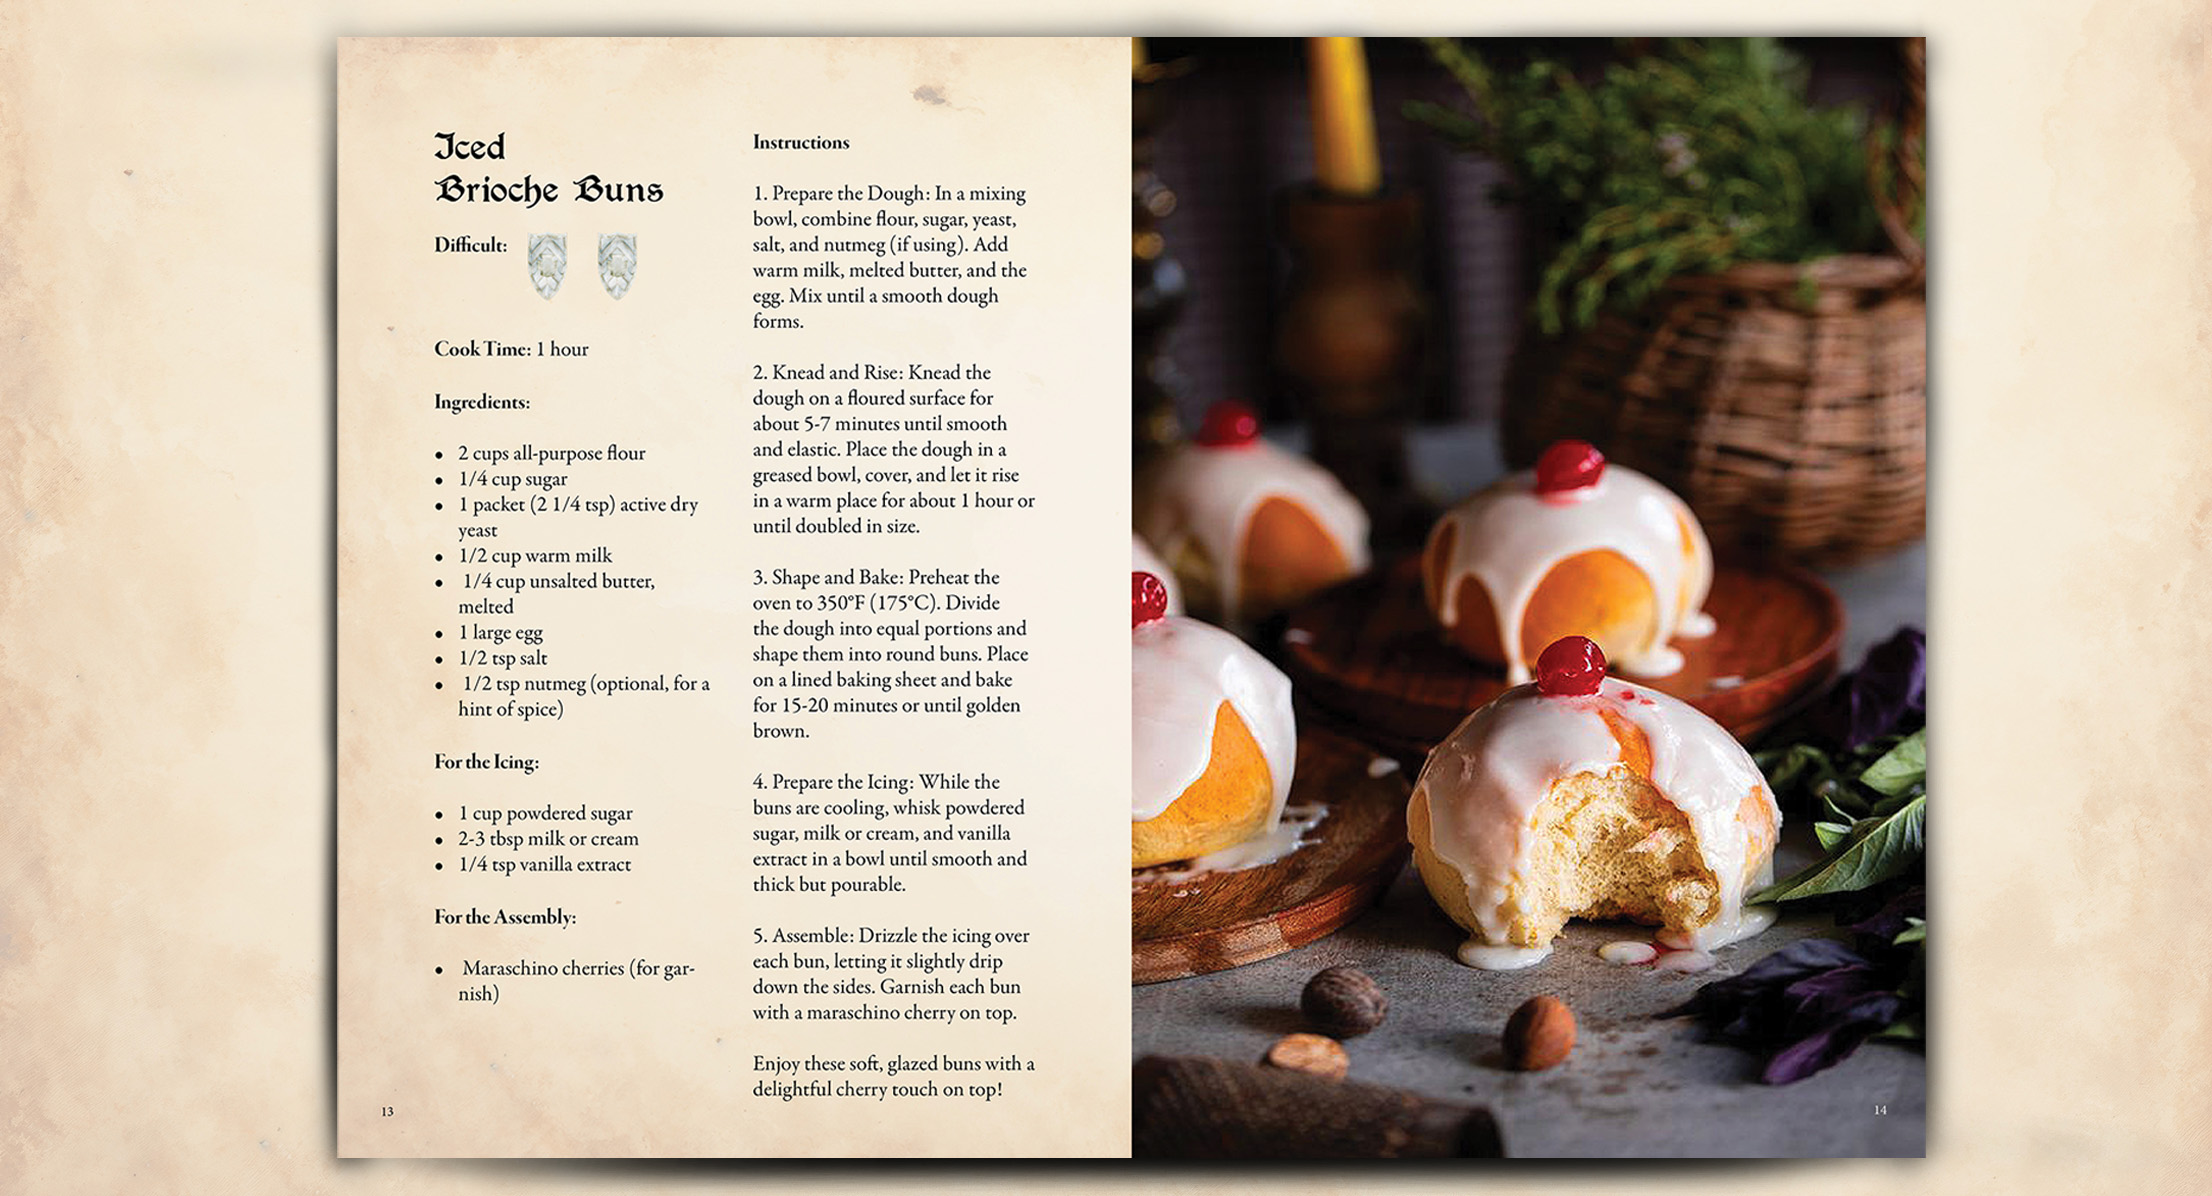 Iced
Brioche Buns
Difficult:
Cook Time: 1 hour
Ingredients:
• 2 cups all-purpose flour
• 1/4 cup sugar
• 1 packet (2 1/4 tsp) active dry
yeast
• 1/2 cup warm milk
• 1/4 cup unsalted butter,
melted
• 1 large egg
• 1/2 tsp salt
• 1/2 tsp nutmeg (optional, for a
hint of spice)
For the Icing:
• 1 cup powdered sugar
• 2-3 tbsp milk or cream
• 1/4 tsp vanilla extract
For the Assembly:
• Maraschino cherries (for gar-
nish)
13
Instructions
1. Prepare the Dough: In a mixing
bowl, combine flour, sugar, yeast,
salt, and nutmeg (if using). Add
warm milk, melted butter, and the
egg. Mix until a smooth dough
forms.
2. Knead and Rise: Knead the
dough on a floured surface for
about 5-7 minutes until smooth
and elastic. Place the dough in a
greased bowl, cover, and let it rise
in a warm place for about 1 hour or
until doubled in size.
3. Shape and Bake: Preheat the
oven to 350°F (175°C). Divide
the dough into equal portions and
shape them into round buns. Place
on a lined baking sheet and bake
for 15-20 minutes or until golden
brown.
4. Prepare the Icing: While the
buns are cooling, whisk powdered
sugar, milk or cream, and vanilla
extract in a bowl until smooth and
thick but pourable.
5. Assemble: Drizzle the icing over
each bun, letting it slightly drip
down the sides. Garnish each bun
with a maraschino cherry on top.
Enjoy these soft, glazed buns with a
delightful cherry touch on top!
14